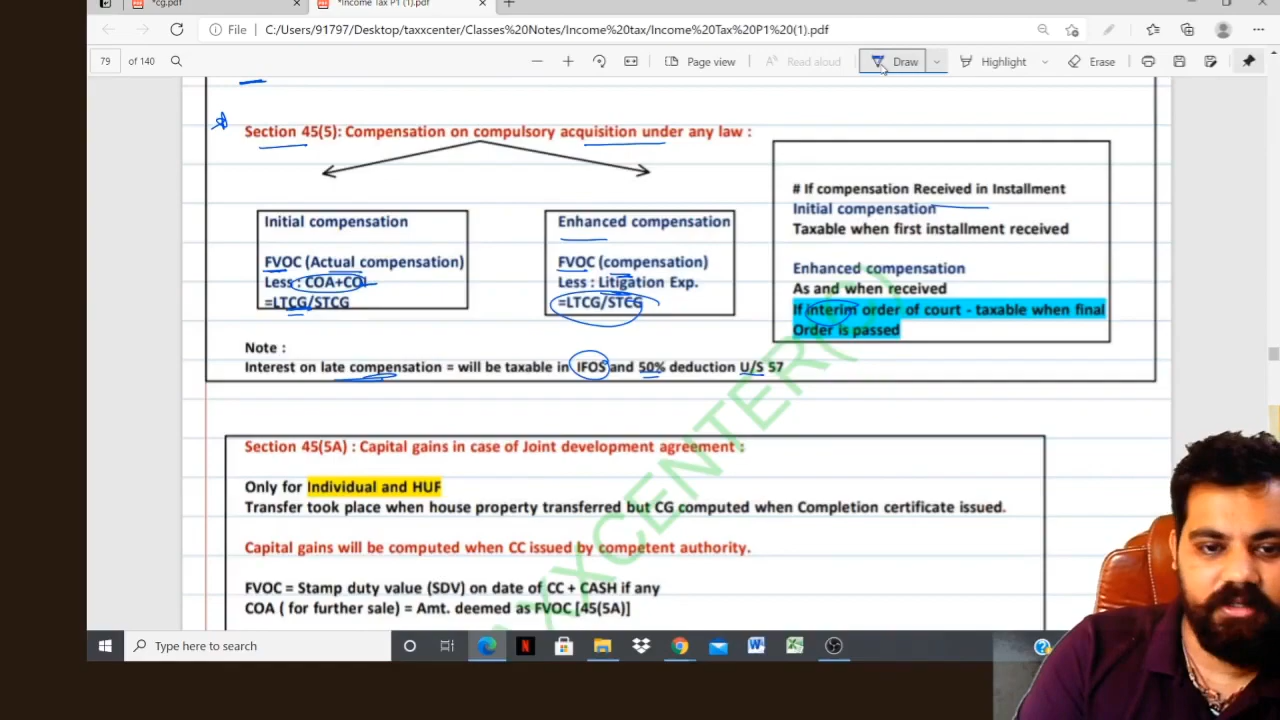 *cg.pdf
*Income Tax P1 (1).pdf
File
C:/Users/91797/Desktop/taxxcenter/Classes%20Notes/Income%20tax/Income%20Tax%20P1%20(1).pdf
79 of 140
Page view
Read aloud
Draw
Highlight
Erase
Section 45(5): Compensation on compulsory acquisition under any law :
Initial compensation
FVOC (Actual compensation)
Less : COA+COI
=LTCG/STCG
Enhanced compensation
FVOC (compensation)
Less : Litigation Exp.
=LTCG/STCG
# If compensation Received in Installment
Initial compensation
Taxable when first installment received
Enhanced compensation
As and when received
If interim order of court - taxable when final
Order is passed
Note :
Interest on late compensation = will be taxable in IFOS and 50% deduction U/S 57
Section 45(5A) : Capital gains in case of Joint development agreement :
Only for Individual and HUF
Transfer took place when house property transferred but CG computed when Completion certificate issued.
Capital gains will be computed when CC issued by competent authority.
FVOC = Stamp duty value (SDV) on date of CC + CASH if any
COA ( for further sale) = Amt. deemed as FVOC [45(5A)]
AXXCENTER(C)
Type here to search